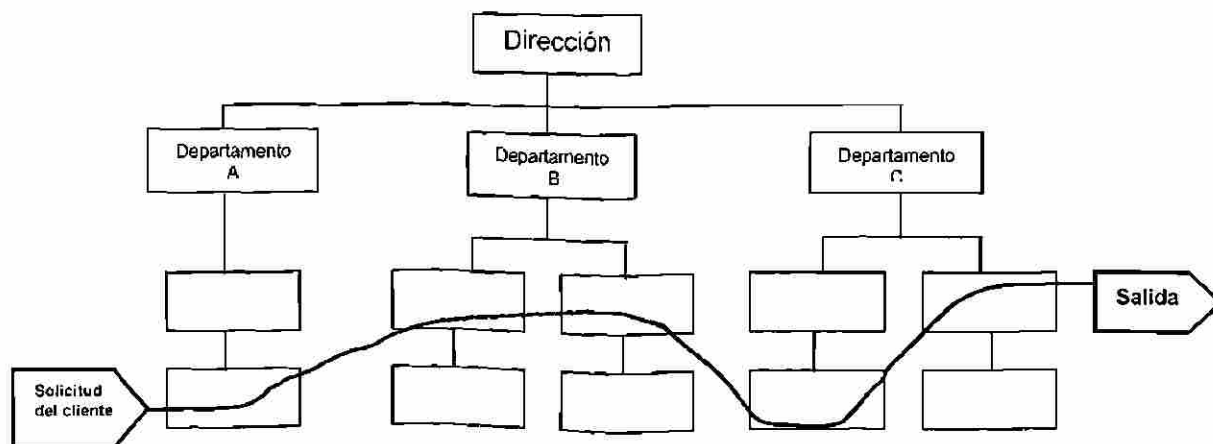 Dirección
Departamento
A
Departamento
B
Departamento
C
Salida
Solicitud
del cliente